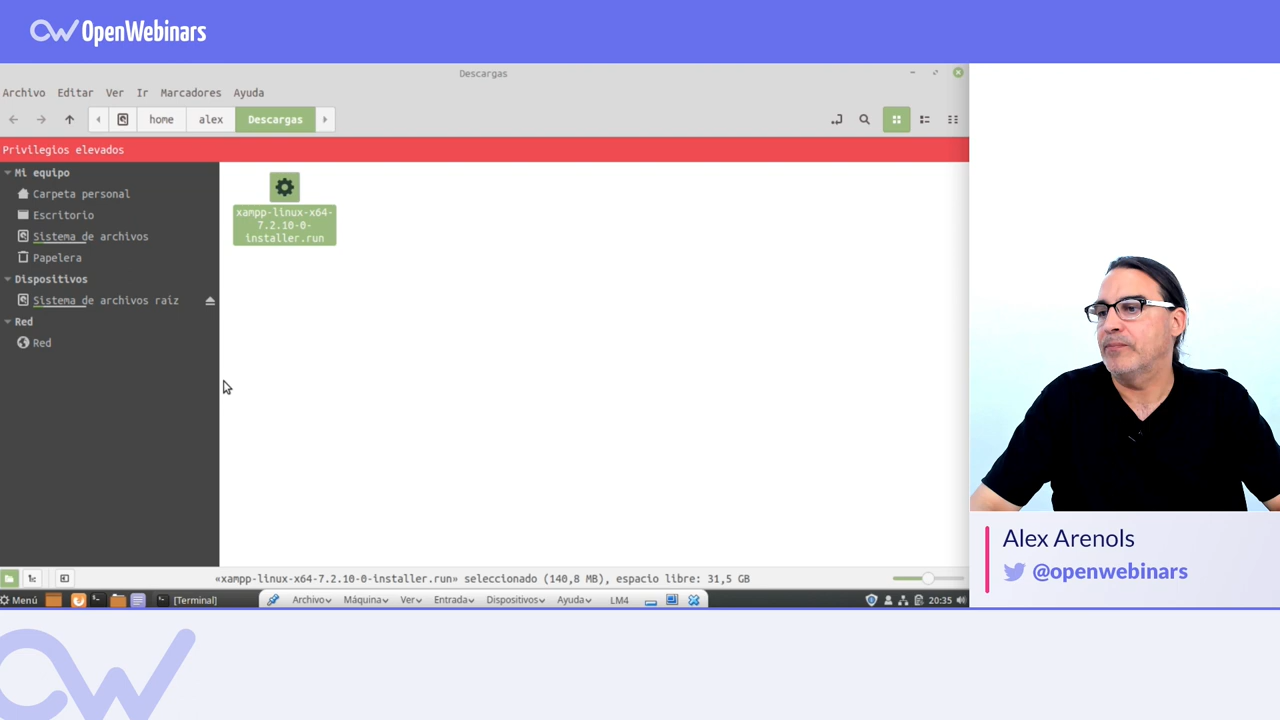 OpenWebinars
Descargas
Archivo Editar Ver Ir Marcadores Ayuda
home alex Descargas
Privilegios elevados
Mi equipo
Carpeta personal
Escritorio
Sistema de archivos
Papelera
Dispositivos
Sistema de archivos raiz
Red
Red
xampp-linux-x64-
7.2.10-0-
installer.run
«xampp-linux-x64-7.2.10-0-installer.run» seleccionado (140,8 MB), espacio libre: 31,5 GB
Menú [Terminal] Archivo Máquina Ver Entrada Dispositivos Ayuda LM4 20:35
Alex Arenols
@openwebinars